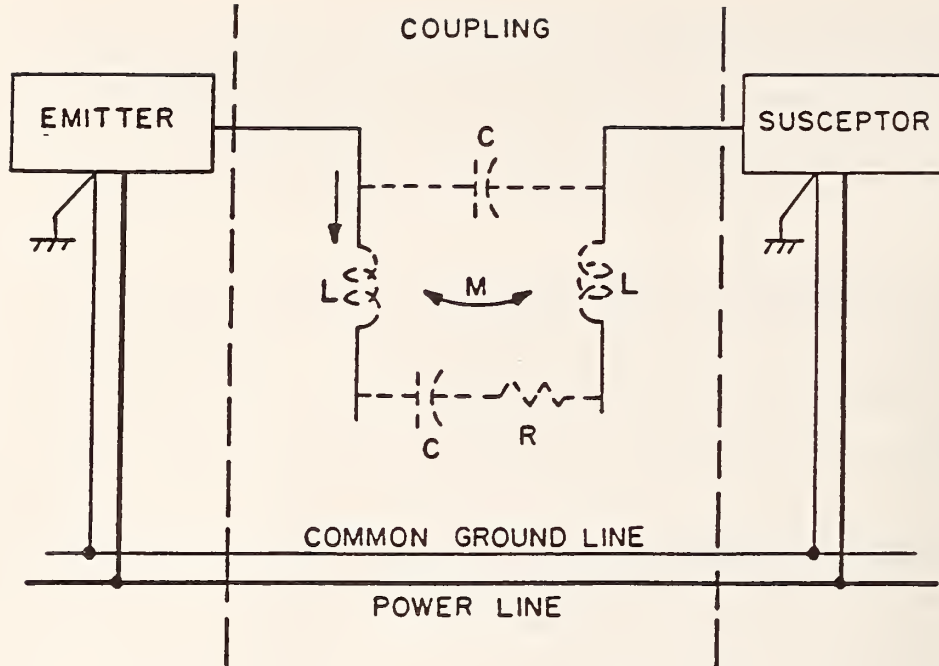 COUPLING
EMITTER
SUSCEPTOR
C
L
M
L
C
R
COMMON GROUND LINE
POWER LINE